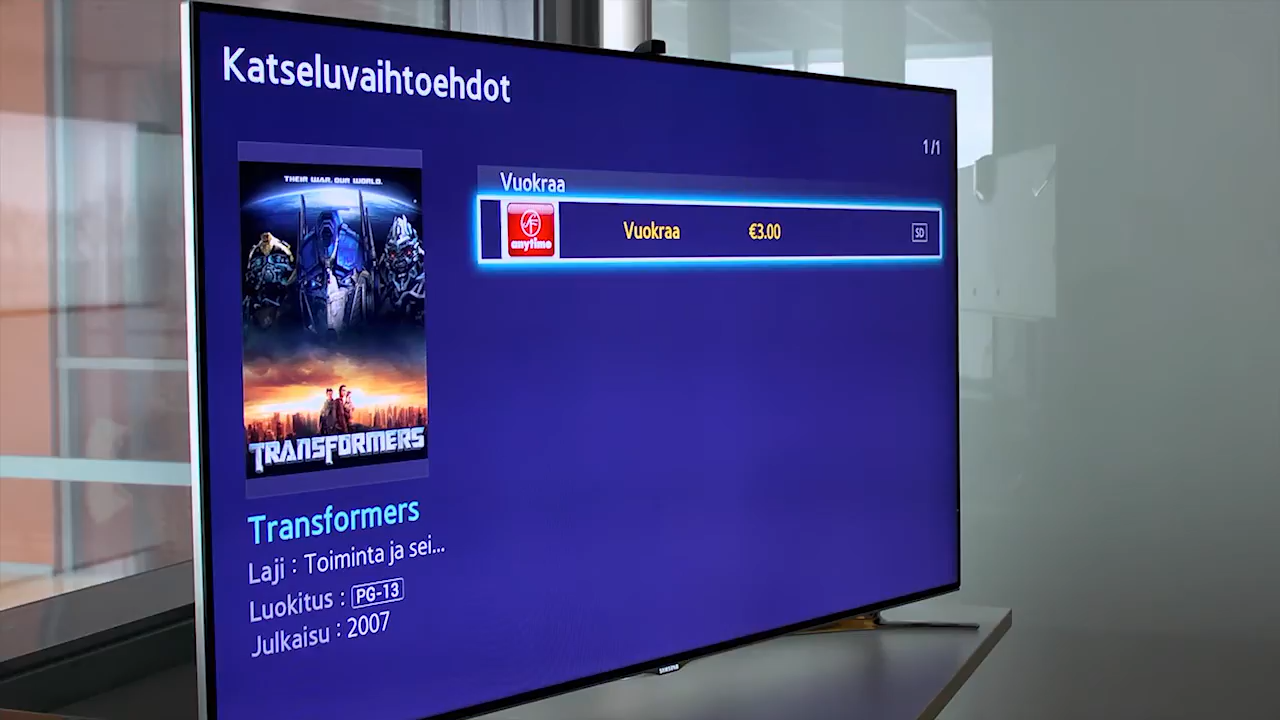 Katseluvaihtoehdot
1/1
THEIR WAR. OUR WORLD.
TRANSFORMERS
Vuokraa
anytime
Vuokraa
€3.00
SD
Transformers
Laji : Toiminta ja sei...
Luokitus : PG-13
Julkaisu : 2007
SAMSUNG